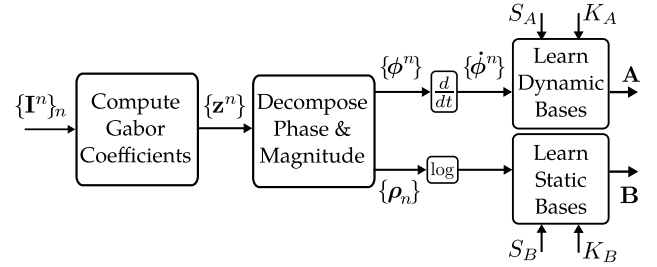 S_A K_A
{I^n}_n
Compute
Gabor
Coefficients
{z^n}
Decompose
Phase &
Magnitude
{ϕ^n}
d/dt
{ϕ̇^n}
Learn
Dynamic
Bases
A
{ρ_n}
log
Learn
Static
Bases
B
S_B K_B